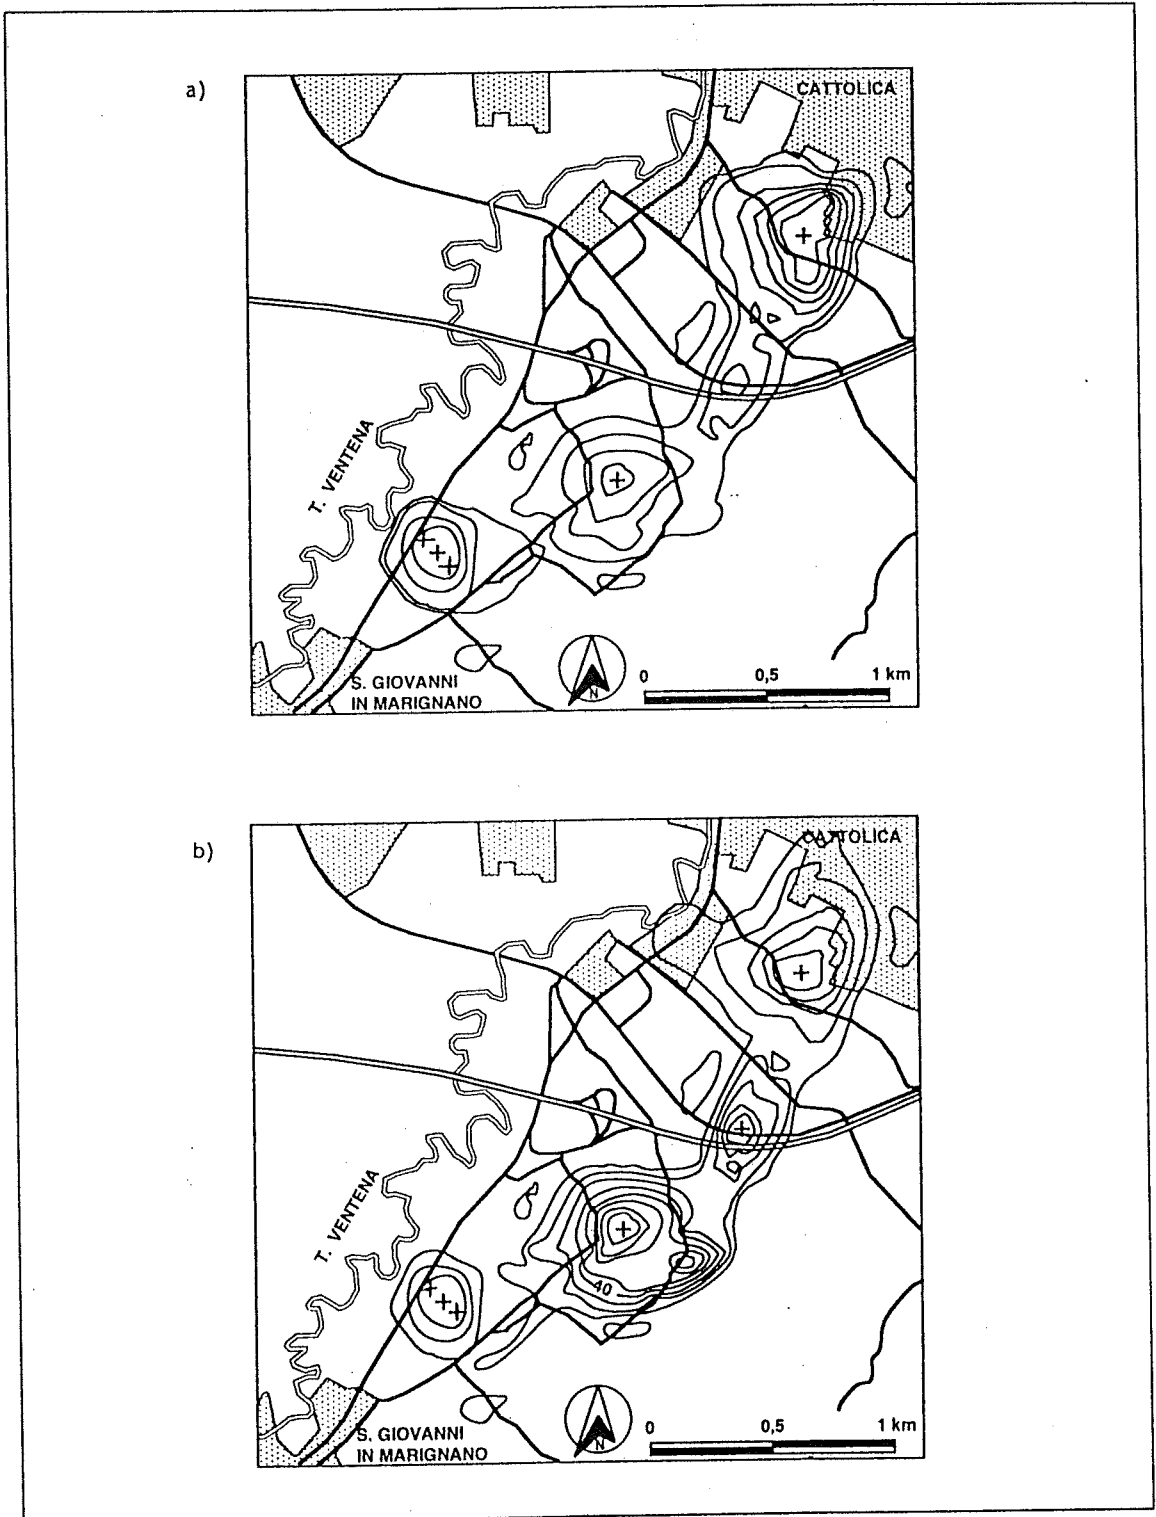 a)
CATTOLICA
T. VENTENA
S. GIOVANNI
IN MARIGNANO
N
0 0,5 1 km
b)
CATTOLICA
T. VENTENA
40
S. GIOVANNI
IN MARIGNANO
N
0 0,5 1 km